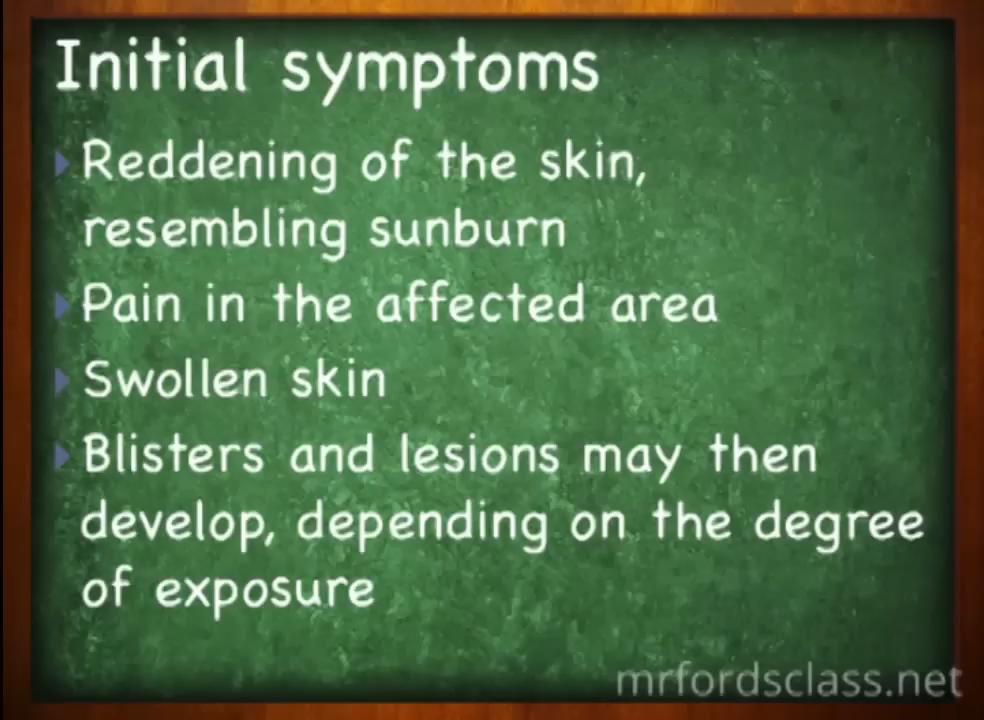 Initial symptoms
Reddening of the skin,
resembling sunburn
Pain in the affected area
Swollen skin
Blisters and lesions may then
develop, depending on the degree
of exposure
mrfordsclass.net